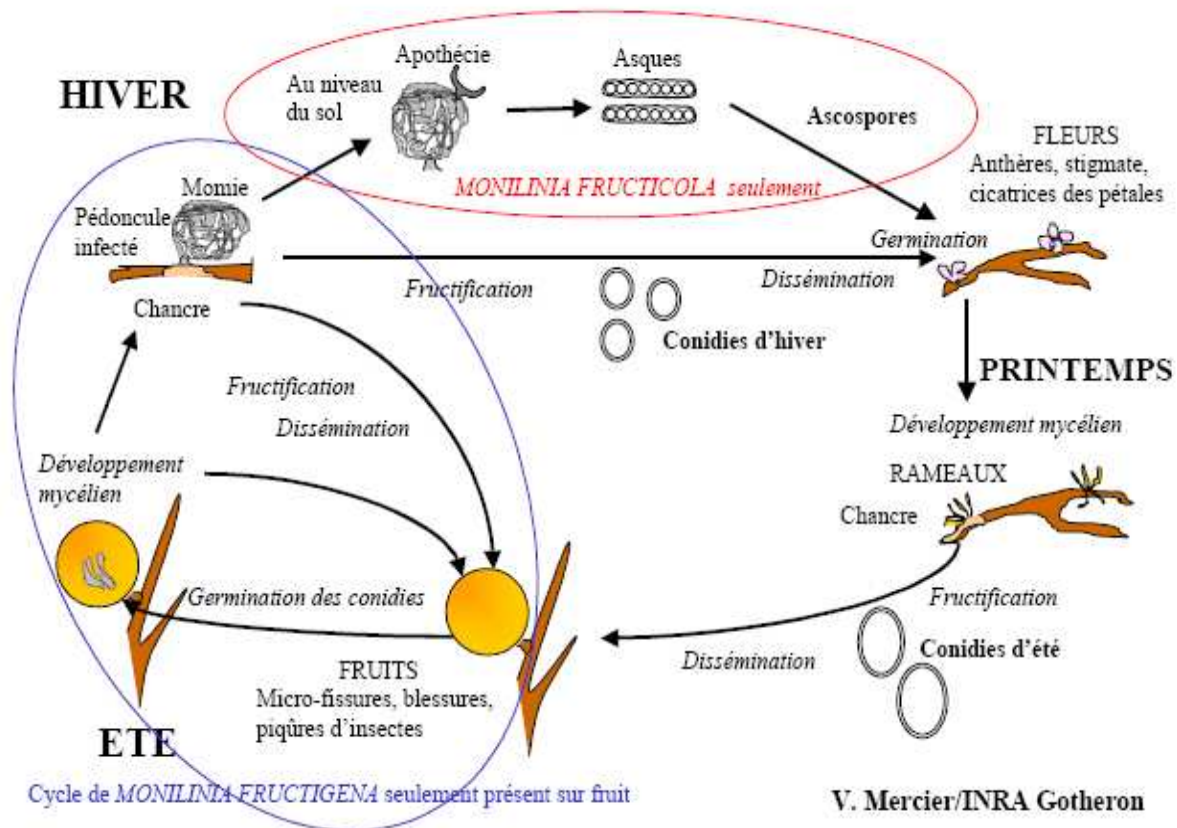 HIVER
Au niveau
du sol
Apothécie
Asques
Ascospores
MONILINIA FRUCTICOLA seulement
FLEURS
Anthères, stigmate,
cicatrices des pétales
Momie
Pédoncule
infecté
Chancre
Germination
Fructification
Dissémination
Conidies d'hiver
PRINTEMPS
Fructification
Dissémination
Développement mycélien
Développement
mycélien
RAMEAUX
Chancre
Germination des conidies
Fructification
Conidies d'été
Dissémination
FRUITS
Micro-fissures, blessures,
piqûres d'insectes
ETE
Cycle de MONILINIA FRUCTIGENA seulement présent sur fruit
V. Mercier/INRA Gotheron